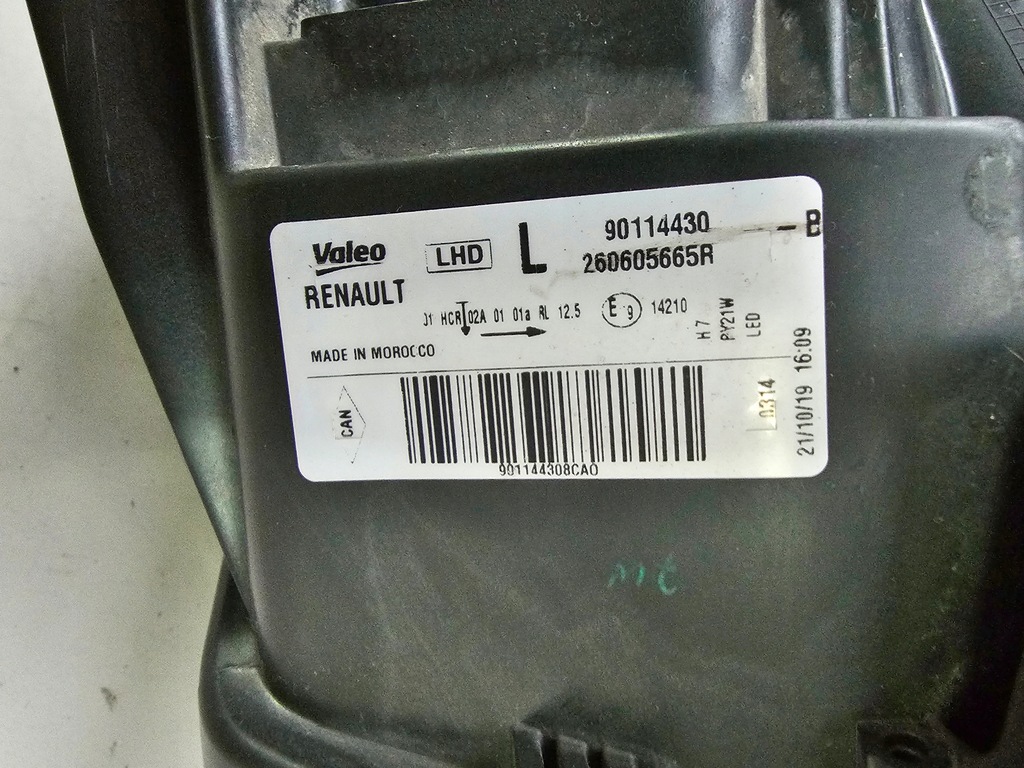 Valeo LHD L 90114430 - B
RENAULT 260605665R
01 HCR 02A 01 01a RL 12.5 E 9 14210
H7
PY21W
LED
MADE IN MOROCCO
CAN
901144308CA0
L0314
21/10/19 16:09